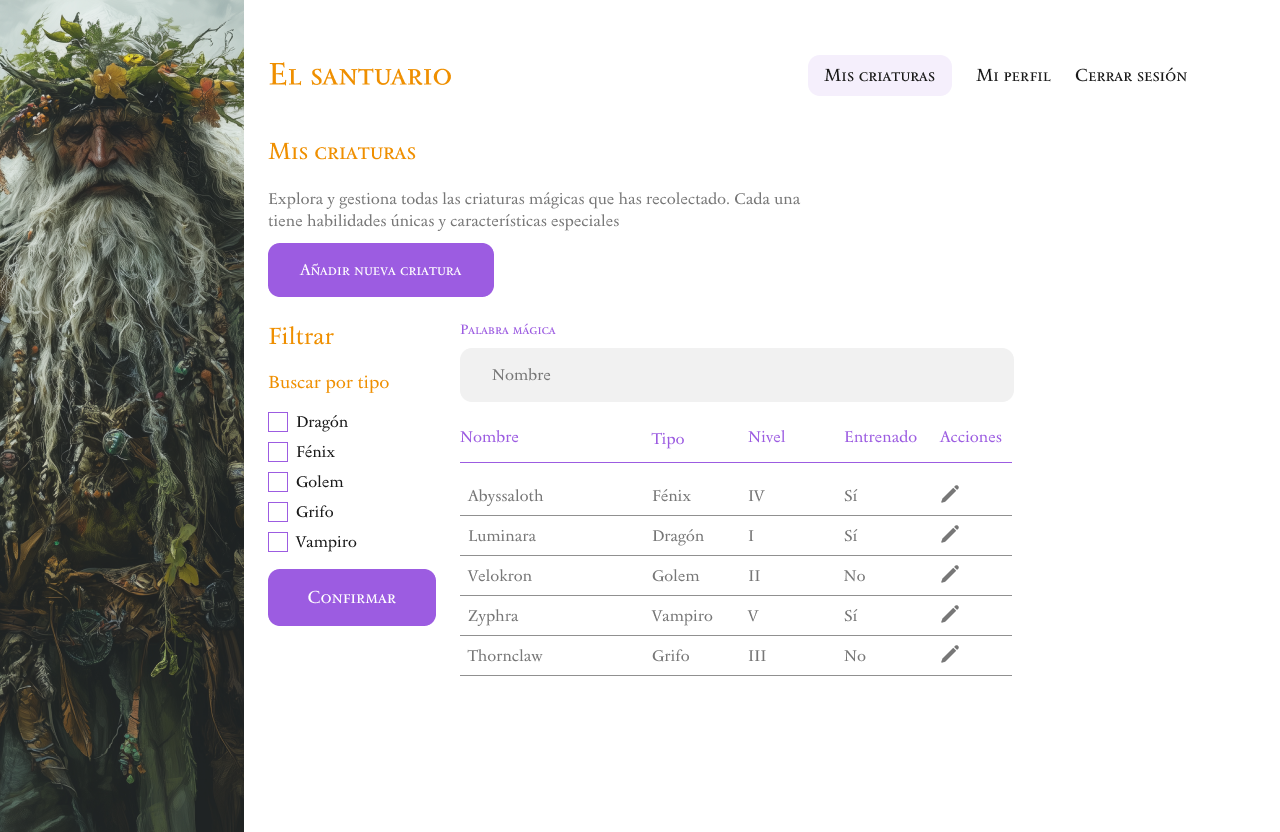 El santuario
Mis criaturas
Mi perfil
Cerrar sesión
Mis criaturas
Explora y gestiona todas las criaturas mágicas que has recolectado. Cada una
tiene habilidades únicas y características especiales
Añadir nueva criatura
Filtrar
Buscar por tipo
Dragón
Fénix
Golem
Grifo
Vampiro
Confirmar
Palabra mágica
Nombre
Nombre Tipo Nivel Entrenado Acciones
Abyssaloth Fénix IV Sí
Luminara Dragón I Sí
Velokron Golem II No
Zyphra Vampiro V Sí
Thornclaw Grifo III No